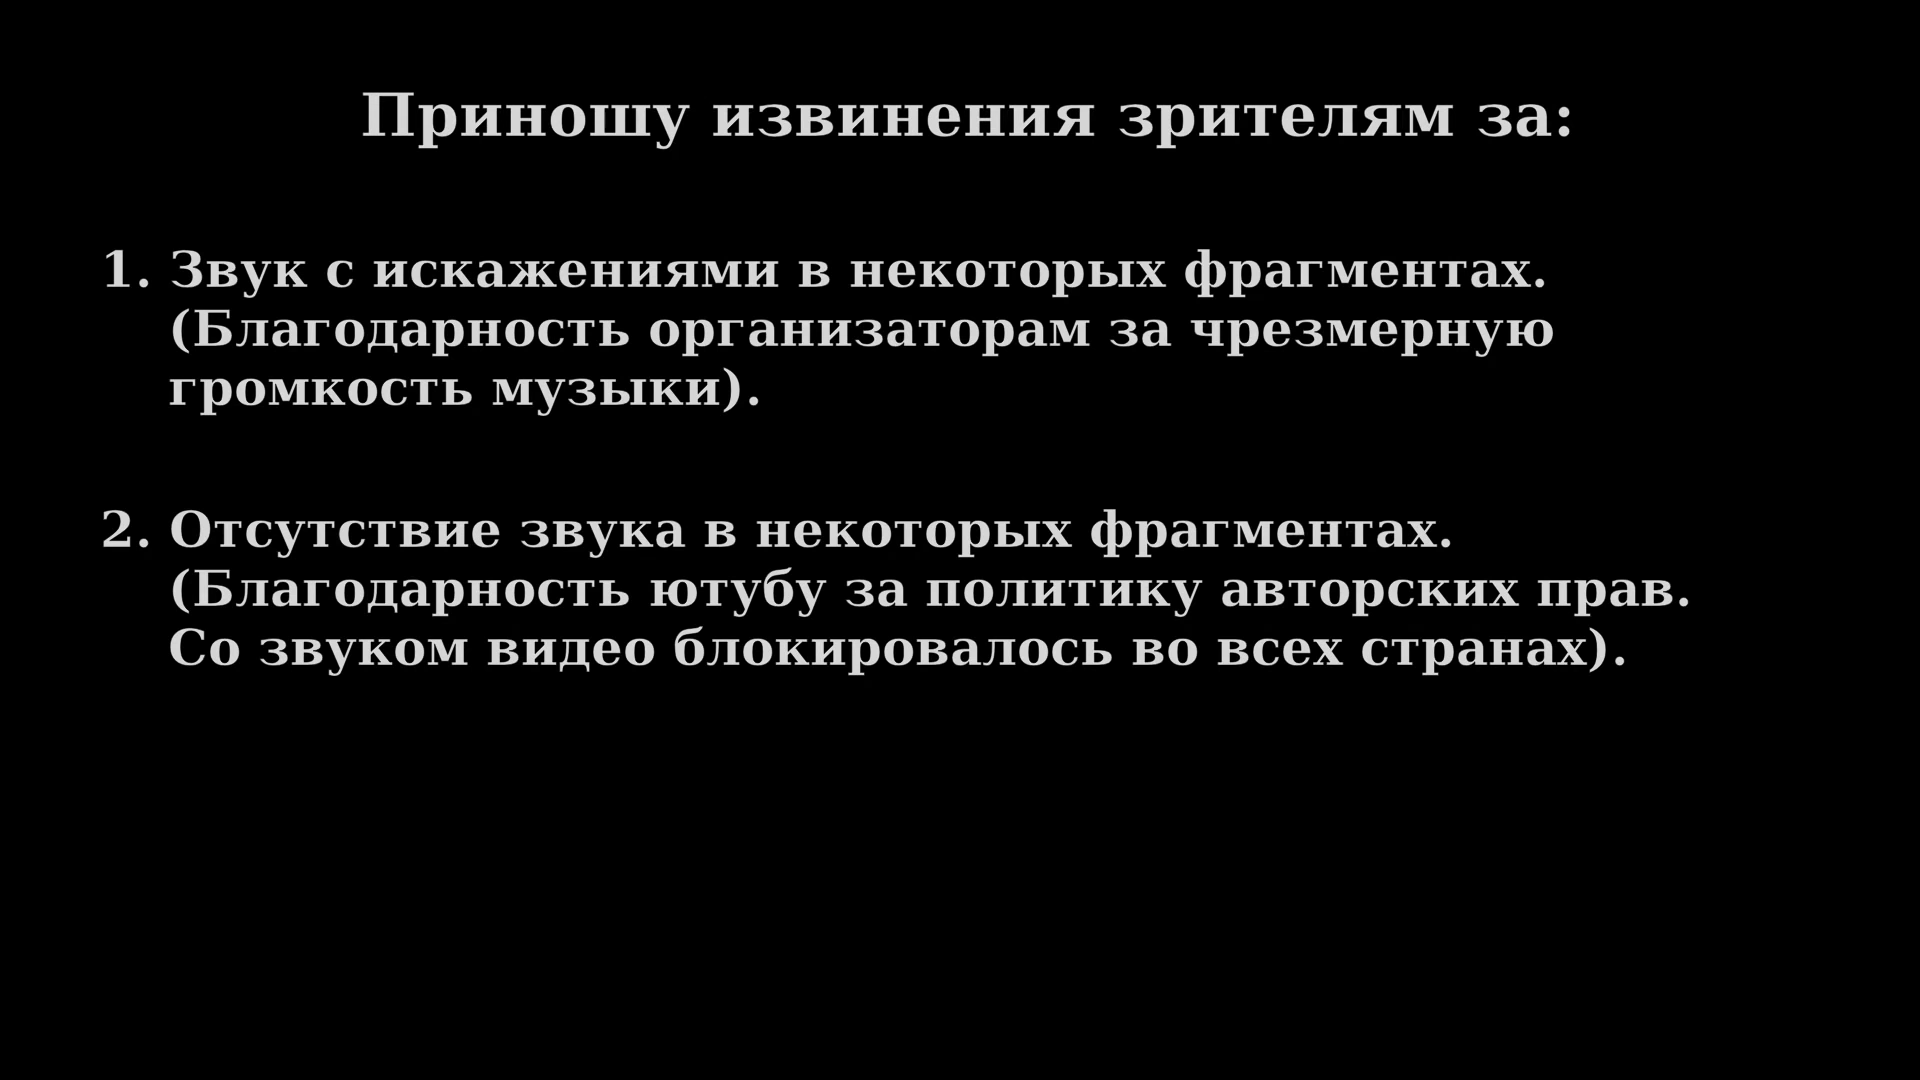 Приношу извинения зрителям за:
1. Звук с искажениями в некоторых фрагментах.
(Благодарность организаторам за чрезмерную
громкость музыки).
2. Отсутствие звука в некоторых фрагментах.
(Благодарность ютубу за политику авторских прав.
Со звуком видео блокировалось во всех странах).